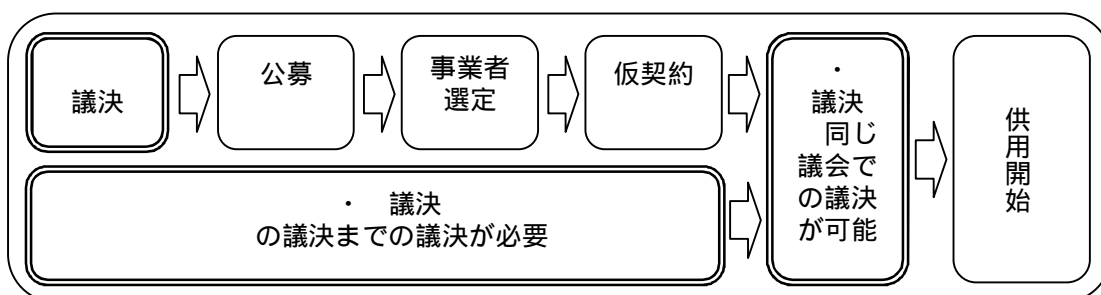 議決
公募
事業者
選定
仮契約
・
議決
同じ
議会で
の議決
が可能
供用開始
・ 議決
の議決までの議決が必要